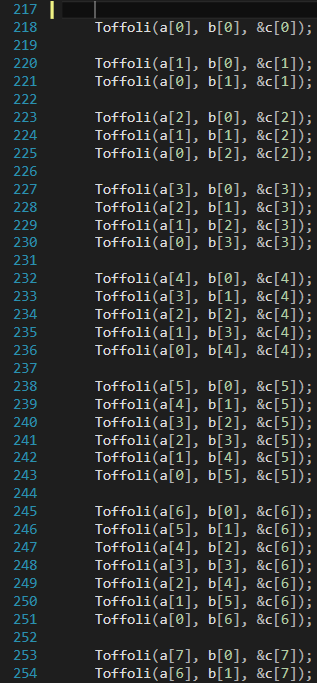 217
218 Toffoli(a[0], b[0], &c[0]);
219
220 Toffoli(a[1], b[0], &c[1]);
221 Toffoli(a[0], b[1], &c[1]);
222
223 Toffoli(a[2], b[0], &c[2]);
224 Toffoli(a[1], b[1], &c[2]);
225 Toffoli(a[0], b[2], &c[2]);
226
227 Toffoli(a[3], b[0], &c[3]);
228 Toffoli(a[2], b[1], &c[3]);
229 Toffoli(a[1], b[2], &c[3]);
230 Toffoli(a[0], b[3], &c[3]);
231
232 Toffoli(a[4], b[0], &c[4]);
233 Toffoli(a[3], b[1], &c[4]);
234 Toffoli(a[2], b[2], &c[4]);
235 Toffoli(a[1], b[3], &c[4]);
236 Toffoli(a[0], b[4], &c[4]);
237
238 Toffoli(a[5], b[0], &c[5]);
239 Toffoli(a[4], b[1], &c[5]);
240 Toffoli(a[3], b[2], &c[5]);
241 Toffoli(a[2], b[3], &c[5]);
242 Toffoli(a[1], b[4], &c[5]);
243 Toffoli(a[0], b[5], &c[5]);
244
245 Toffoli(a[6], b[0], &c[6]);
246 Toffoli(a[5], b[1], &c[6]);
247 Toffoli(a[4], b[2], &c[6]);
248 Toffoli(a[3], b[3], &c[6]);
249 Toffoli(a[2], b[4], &c[6]);
250 Toffoli(a[1], b[5], &c[6]);
251 Toffoli(a[0], b[6], &c[6]);
252
253 Toffoli(a[7], b[0], &c[7]);
254 Toffoli(a[6], b[1], &c[7]);